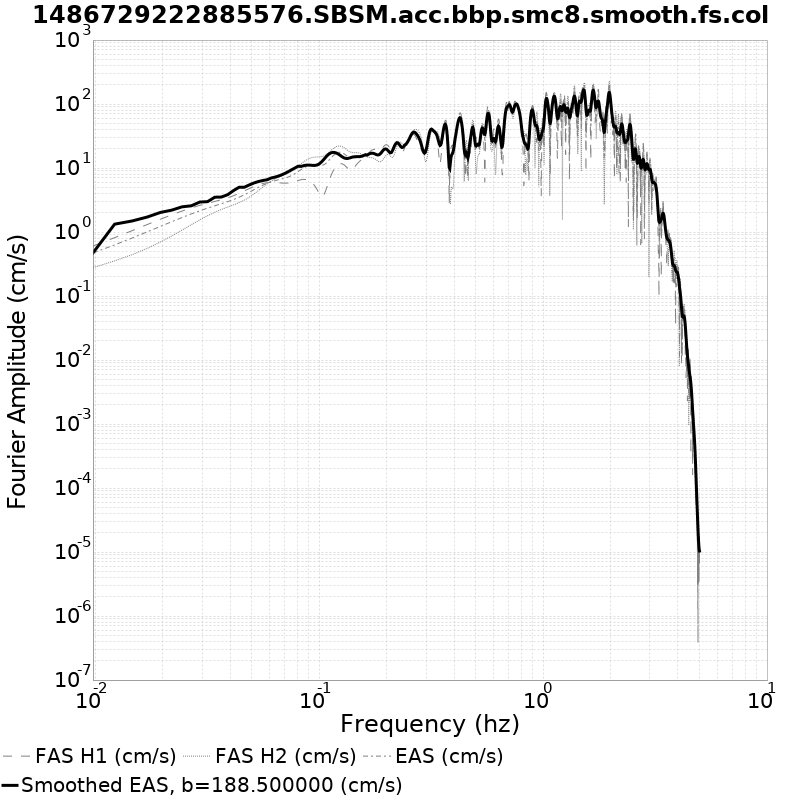 1486729222885576.SBSM.acc.bbp.smc8.smooth.fs.col
10^3
10^2
10^1
10^0
10^-1
10^-2
10^-3
10^-4
10^-5
10^-6
10^-7
Fourier Amplitude (cm/s)
10^-2 10^-1 10^0 10^1
Frequency (hz)
FAS H1 (cm/s) FAS H2 (cm/s) EAS (cm/s)
Smoothed EAS, b=188.500000 (cm/s)